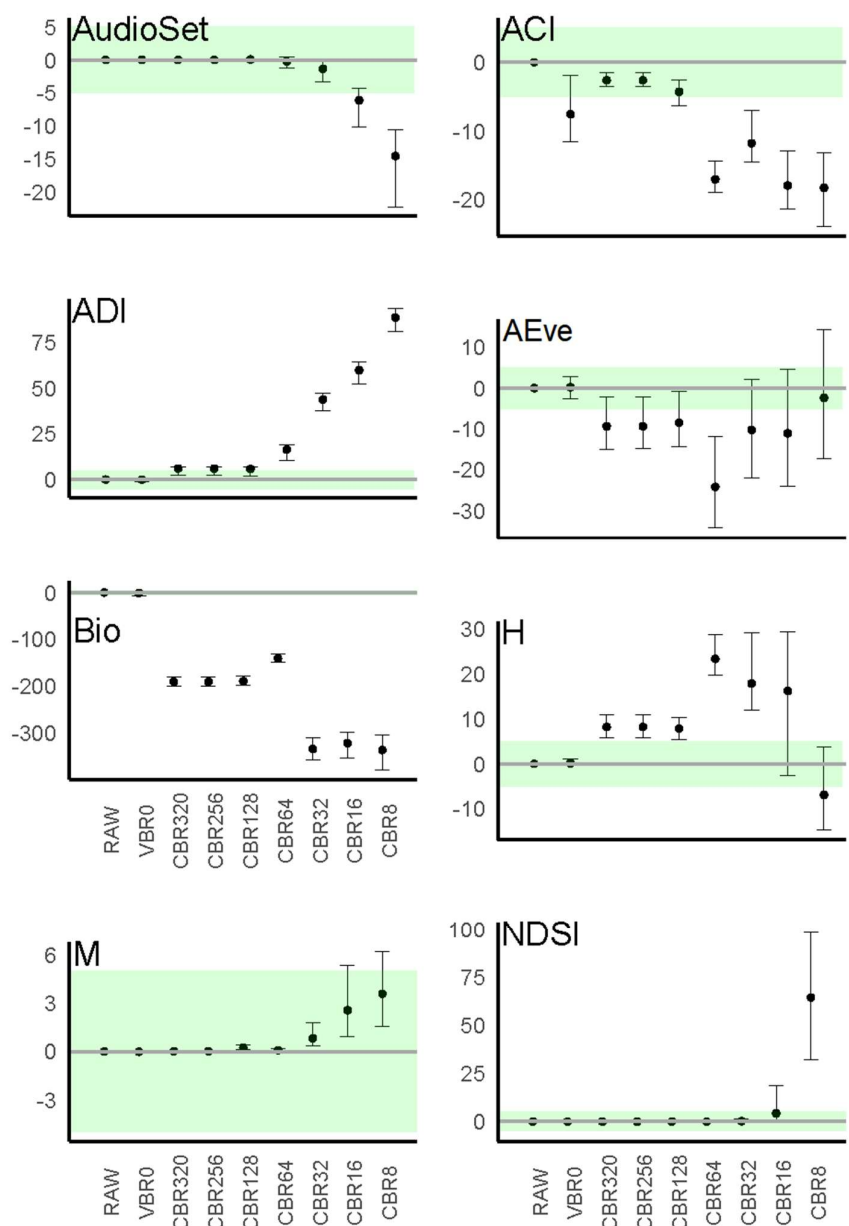 AudioSet
5
0
-5
-10
-15
-20
ACI
0
-10
-20
ADI
75
50
25
0
AEve
10
0
-10
-20
-30
Bio
0
-100
-200
-300
RAW
VBR0
CBR320
CBR256
CBR128
CBR64
CBR32
CBR16
CBR8
H
30
20
10
0
-10
M
6
3
0
-3
RAW
VBR0
CBR320
CBR256
CBR128
CBR64
CBR32
CBR16
CBR8
NDSI
100
75
50
25
0
RAW
VBR0
CBR320
CBR256
CBR128
CBR64
CBR32
CBR16
CBR8